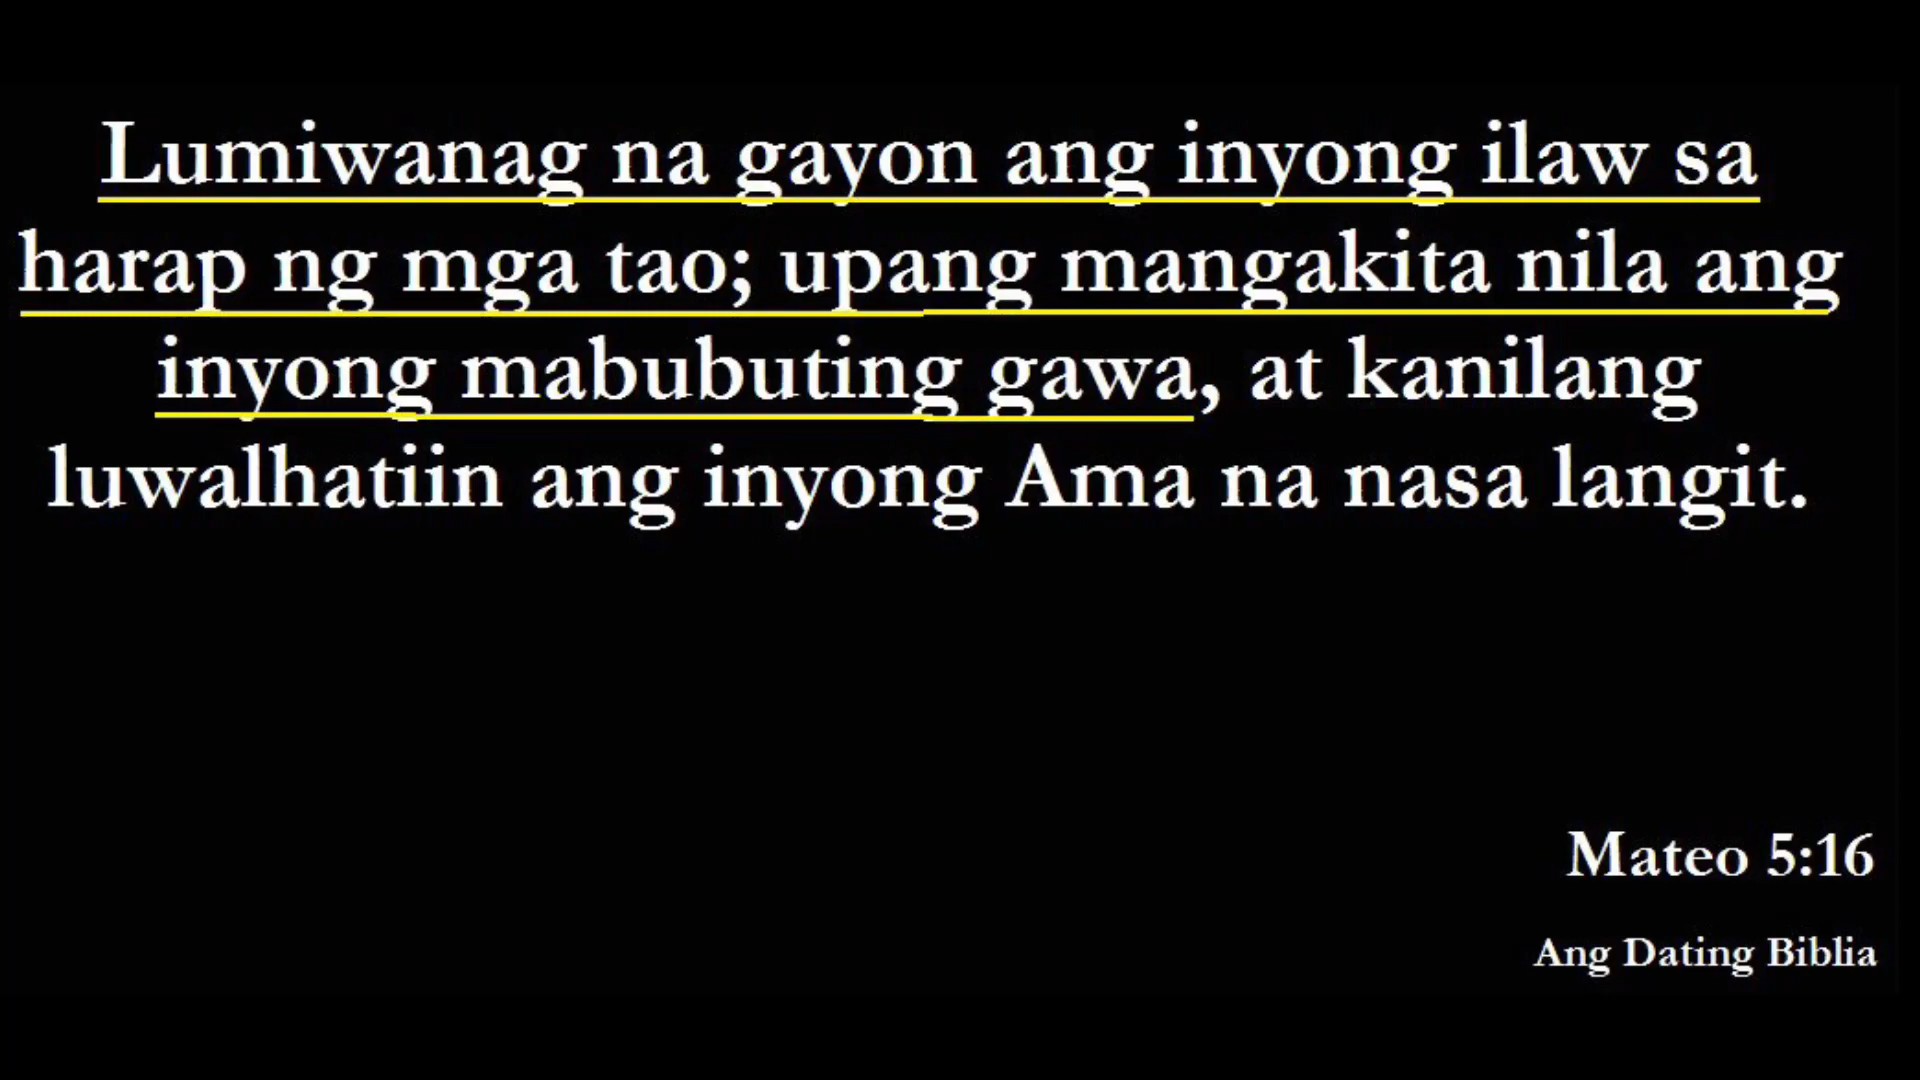 Lumiwanag na gayon ang inyong ilaw sa
harap ng mga tao; upang mangakita nila ang
inyong mabubuting gawa, at kanilang
luwalhatiin ang inyong Ama na nasa langit.
Mateo 5:16
Ang Dating Biblia